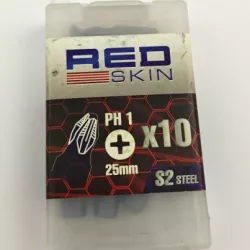 RED
SKIN
PH 1
x10
25mm
S2 STEEL